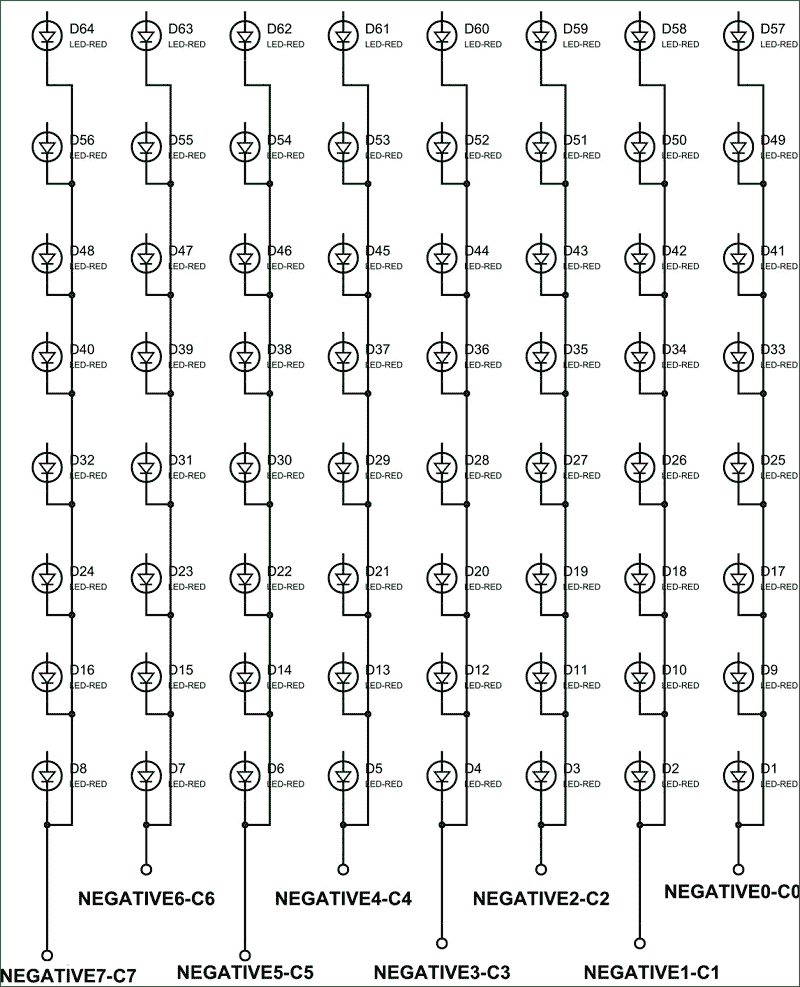 D64 D63 D62 D61 D60 D59 D58 D57
LED-RED LED-RED LED-RED LED-RED LED-RED LED-RED LED-RED LED-RED
D56 D55 D54 D53 D52 D51 D50 D49
LED-RED LED-RED LED-RED LED-RED LED-RED LED-RED LED-RED LED-RED
D48 D47 D46 D45 D44 D43 D42 D41
LED-RED LED-RED LED-RED LED-RED LED-RED LED-RED LED-RED LED-RED
D40 D39 D38 D37 D36 D35 D34 D33
LED-RED LED-RED LED-RED LED-RED LED-RED LED-RED LED-RED LED-RED
D32 D31 D30 D29 D28 D27 D26 D25
LED-RED LED-RED LED-RED LED-RED LED-RED LED-RED LED-RED LED-RED
D24 D23 D22 D21 D20 D19 D18 D17
LED-RED LED-RED LED-RED LED-RED LED-RED LED-RED LED-RED LED-RED
D16 D15 D14 D13 D12 D11 D10 D9
LED-RED LED-RED LED-RED LED-RED LED-RED LED-RED LED-RED LED-RED
D8 D7 D6 D5 D4 D3 D2 D1
LED-RED LED-RED LED-RED LED-RED LED-RED LED-RED LED-RED LED-RED
NEGATIVE6-C6 NEGATIVE4-C4 NEGATIVE2-C2 NEGATIVE0-C0
NEGATIVE7-C7 NEGATIVE5-C5 NEGATIVE3-C3 NEGATIVE1-C1